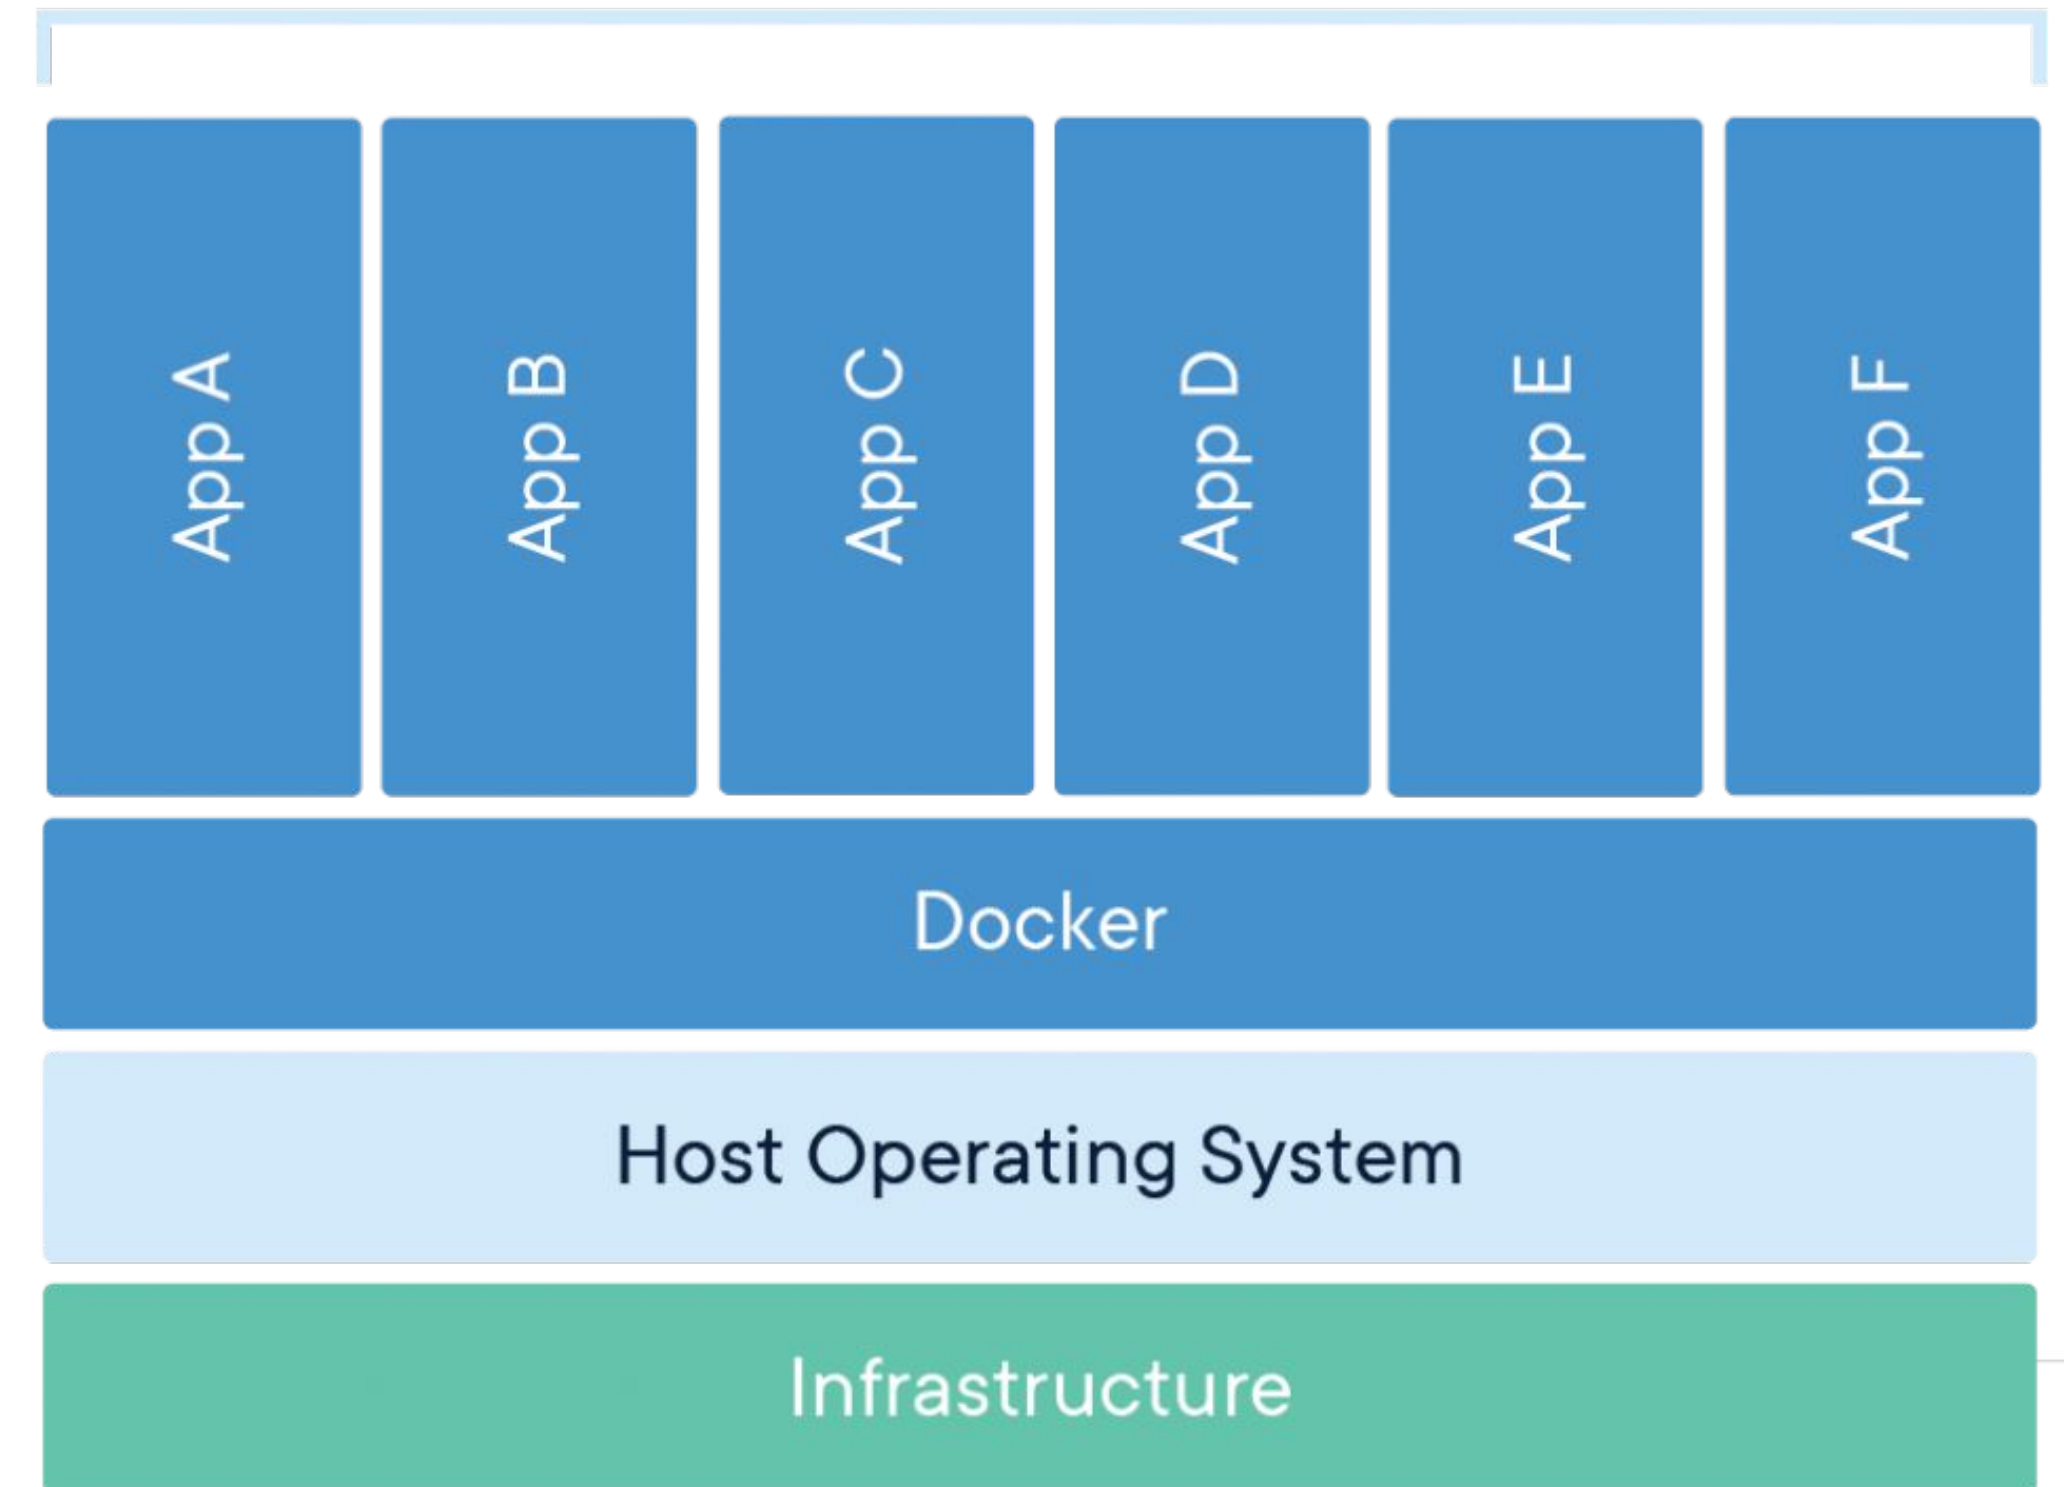 App A
App B
App C
App D
App E
App F
Docker
Host Operating System
Infrastructure